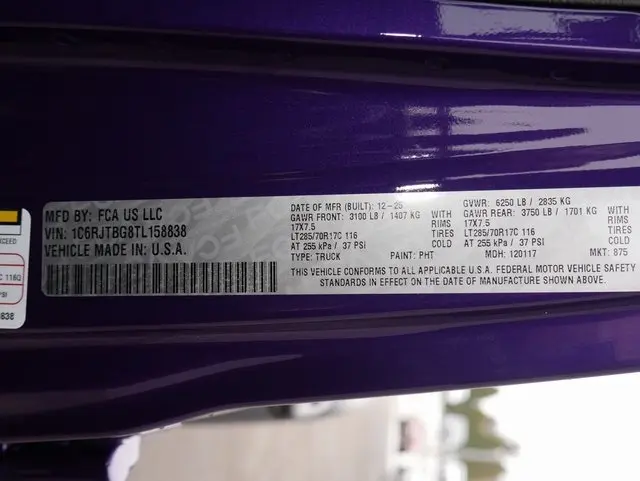 MFD BY: FCA US LLC
VIN: 1C6RJTBG8TL158838
VEHICLE MADE IN: U.S.A.
DATE OF MFR (BUILT): 12-25
GVWR: 6250 LB / 2835 KG
GAWR FRONT: 3100 LB / 1407 KG WITH
GAWR REAR: 3750 LB / 1701 KG WITH
17X7.5 RIMS
17X7.5 RIMS
LT285/70R17C 116 TIRES
LT285/70R17C 116 TIRES
AT 255 kPa / 37 PSI COLD
AT 255 kPa / 37 PSI COLD
TYPE: TRUCK PAINT: PHT MDH: 120117 MKT: 875
THIS VEHICLE CONFORMS TO ALL APPLICABLE U.S.A. FEDERAL MOTOR VEHICLE SAFETY
STANDARDS IN EFFECT ON THE DATE OF MANUFACTURE SHOWN ABOVE.
EXCEED
C 116Q
PSI
8838